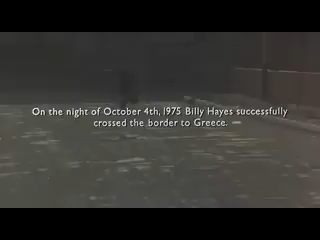 On the night of October 4th, 1975 Billy Hayes successfully
crossed the border to Greece.